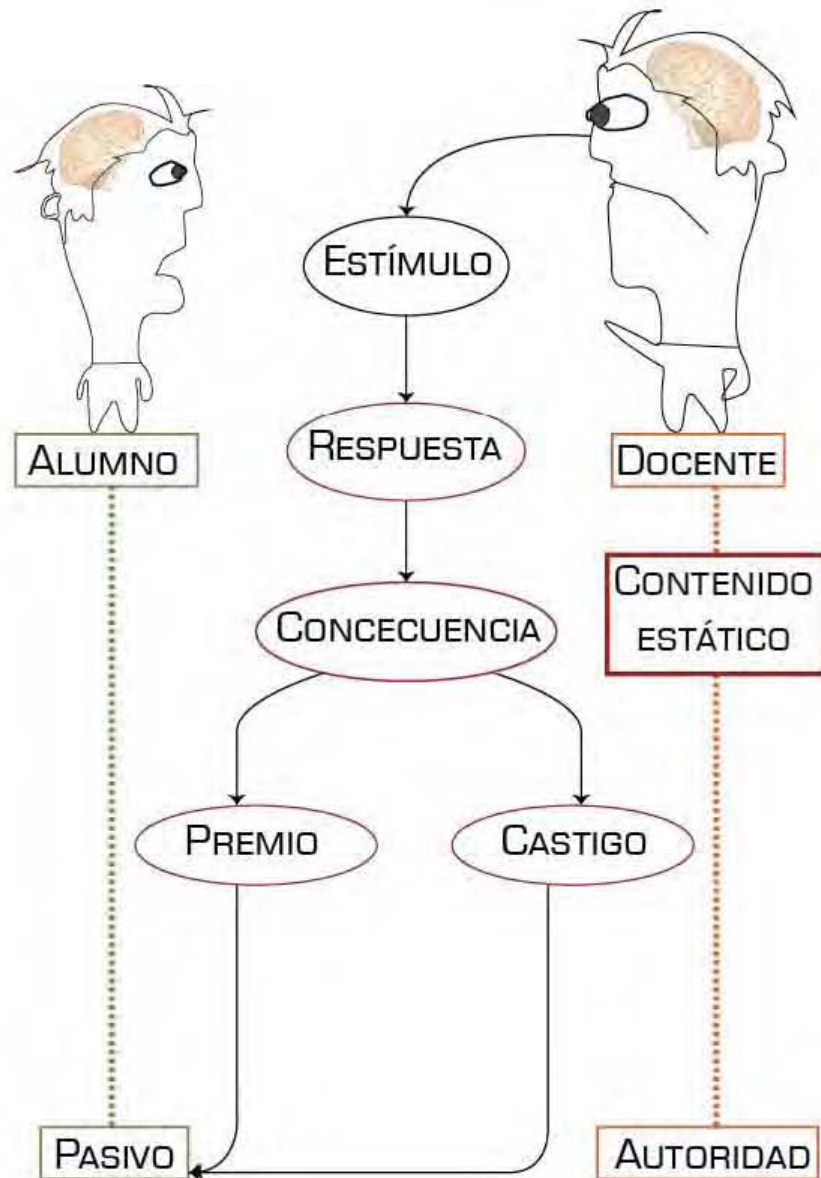 ESTÍMULO
RESPUESTA
ALUMNO
DOCENTE
CONTENIDO
ESTÁTICO
CONCECUENCIA
PREMIO
CASTIGO
PASIVO
AUTORIDAD